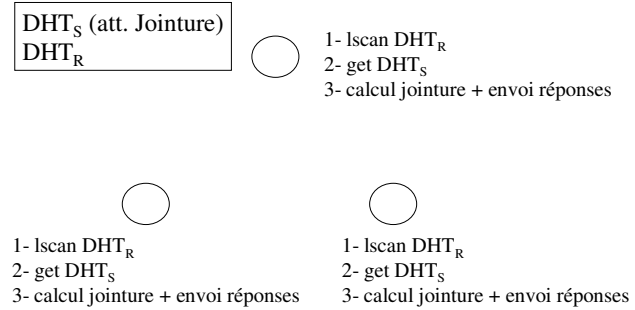 DHT_S (att. Jointure)
DHT_R
1- lscan DHT_R
2- get DHT_S
3- calcul jointure + envoi réponses
1- lscan DHT_R
2- get DHT_S
3- calcul jointure + envoi réponses
1- lscan DHT_R
2- get DHT_S
3- calcul jointure + envoi réponses